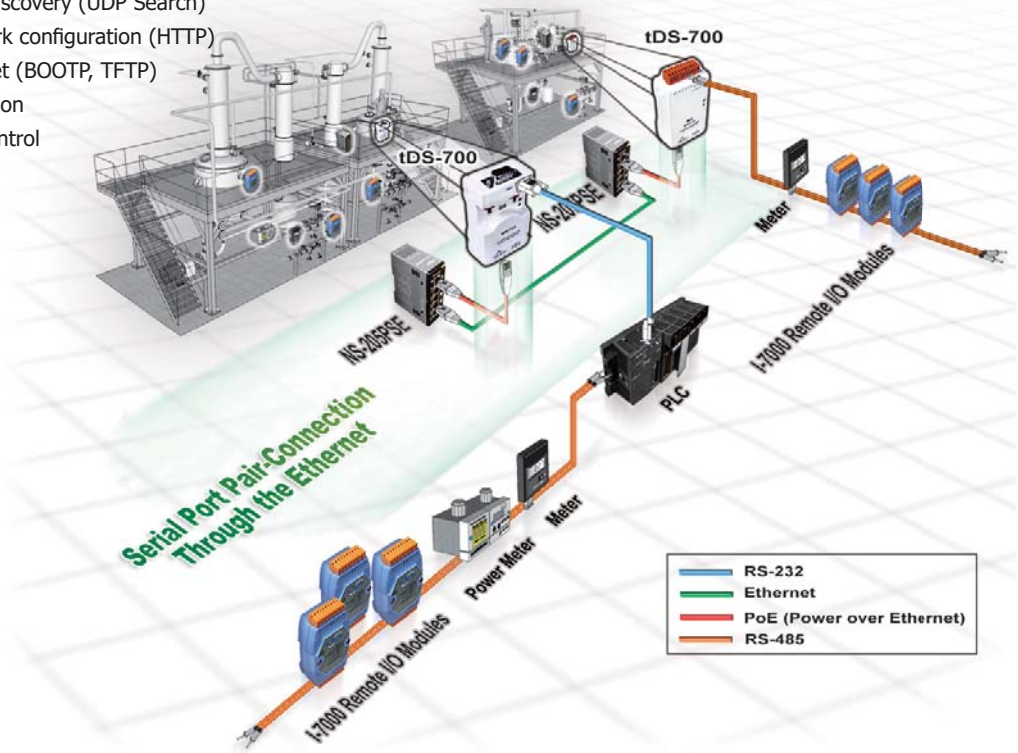 scovery (UDP Search)
rk configuration (HTTP)
et (BOOTP, TFTP)
on
ntrol
tDS-700
tDS-700
NS-205PSE
NS-205PSE
Meter
I-7000 Remote I/O Modules
PLC
Serial Port Pair-Connection
Through the Ethernet
Meter
Power Meter
I-7000 Remote I/O Modules
RS-232
Ethernet
PoE (Power over Ethernet)
RS-485